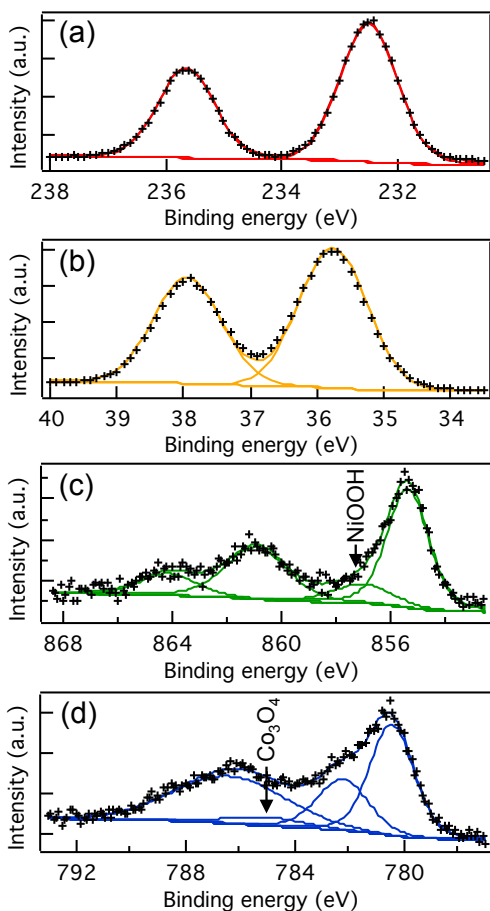 (a)
Intensity (a.u.)
238 236 234 232
Binding energy (eV)
(b)
Intensity (a.u.)
40 39 38 37 36 35 34
Binding energy (eV)
(c)
NiOOH
Intensity (a.u.)
868 864 860 856
Binding energy (eV)
(d)
Co₃O₄
Intensity (a.u.)
792 788 784 780
Binding energy (eV)